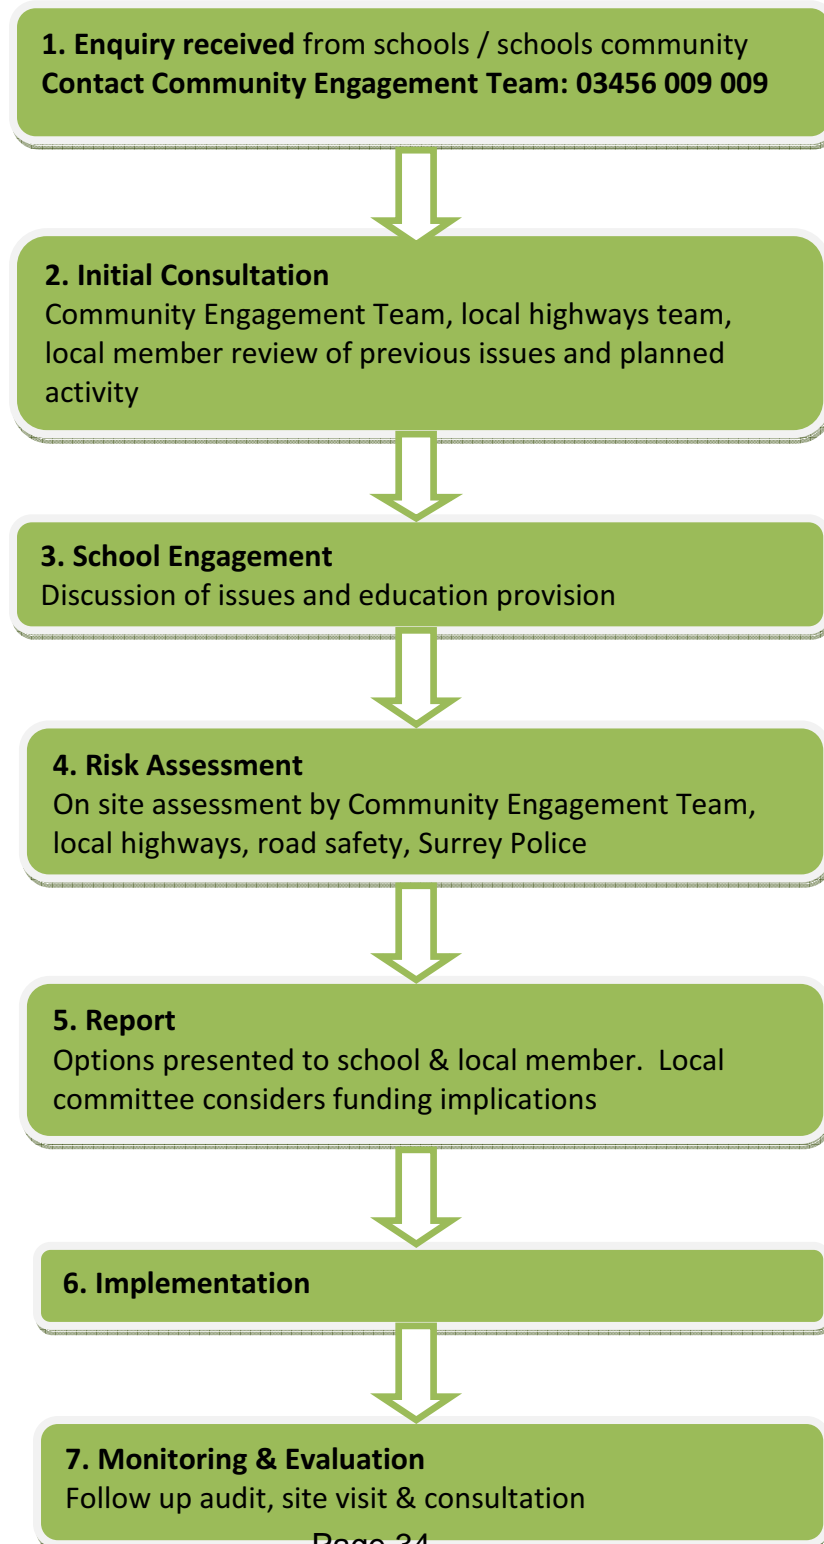 1. Enquiry received from schools / schools community
Contact Community Engagement Team: 03456 009 009
2. Initial Consultation
Community Engagement Team, local highways team,
local member review of previous issues and planned
activity
3. School Engagement
Discussion of issues and education provision
4. Risk Assessment
On site assessment by Community Engagement Team,
local highways, road safety, Surrey Police
5. Report
Options presented to school & local member.  Local
committee considers funding implications
6. Implementation
7. Monitoring & Evaluation
Follow up audit, site visit & consultation
Page 34